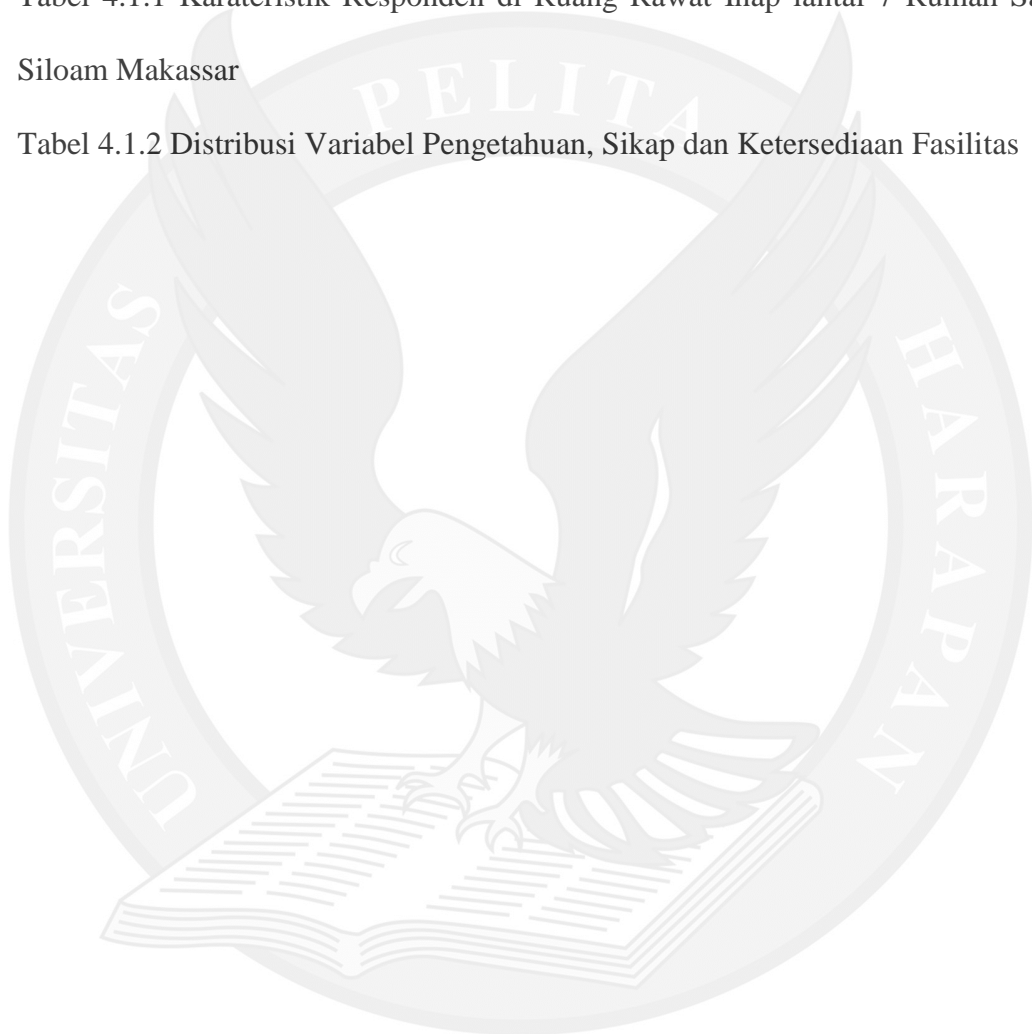 Tabel 4.1.1 Karateristik Responden di Ruang Rawat Inap lantai 7 Rumah
Siloam Makassar
Tabel 4.1.2 Distribusi Variabel Pengetahuan, Sikap dan Ketersediaan Fasilitas
UNIVERSITAS PELITA HARAPAN